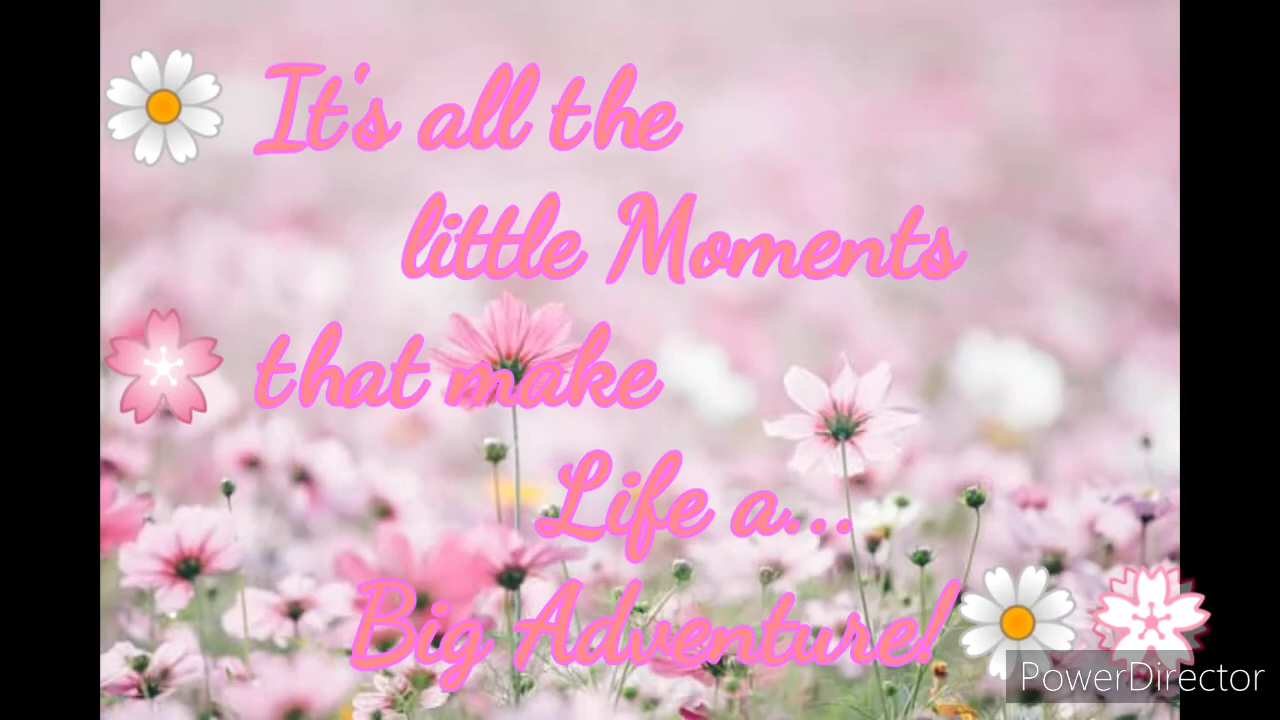 It's all the
little Moments
that make
Life a...
Big Adventure!
PowerDirector